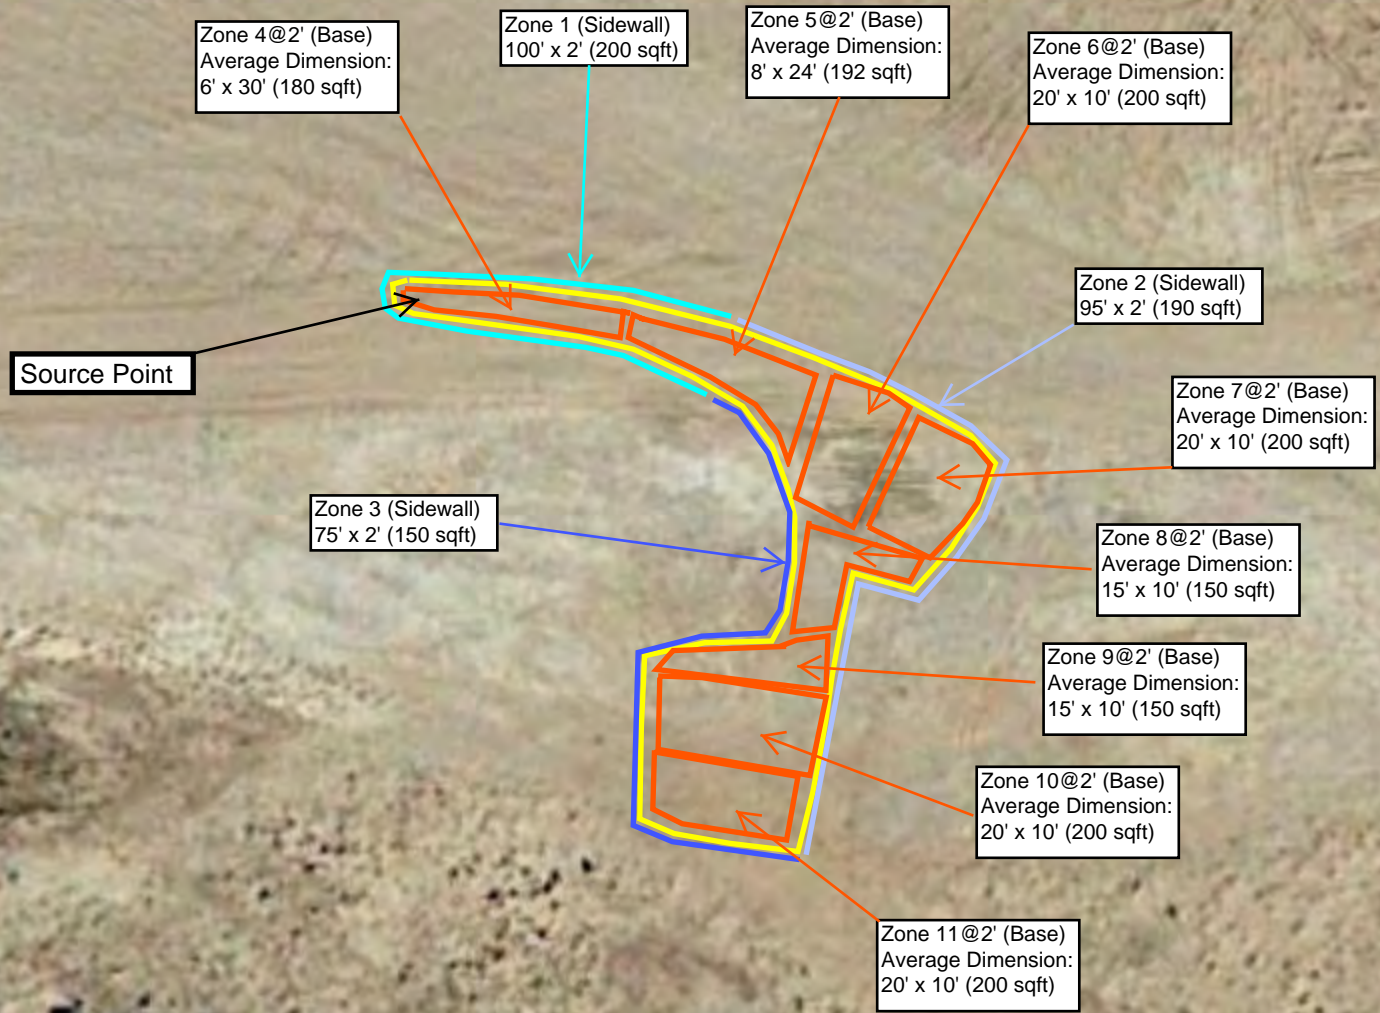 Zone 4@2' (Base)
Average Dimension:
6' x 30' (180 sqft)
Zone 1 (Sidewall)
100' x 2' (200 sqft)
Zone 5@2' (Base)
Average Dimension:
8' x 24' (192 sqft)
Zone 6@2' (Base)
Average Dimension:
20' x 10' (200 sqft)
Zone 2 (Sidewall)
95' x 2' (190 sqft)
Source Point
Zone 7@2' (Base)
Average Dimension:
20' x 10' (200 sqft)
Zone 3 (Sidewall)
75' x 2' (150 sqft)
Zone 8@2' (Base)
Average Dimension:
15' x 10' (150 sqft)
Zone 9@2' (Base)
Average Dimension:
15' x 10' (150 sqft)
Zone 10@2' (Base)
Average Dimension:
20' x 10' (200 sqft)
Zone 11@2' (Base)
Average Dimension:
20' x 10' (200 sqft)